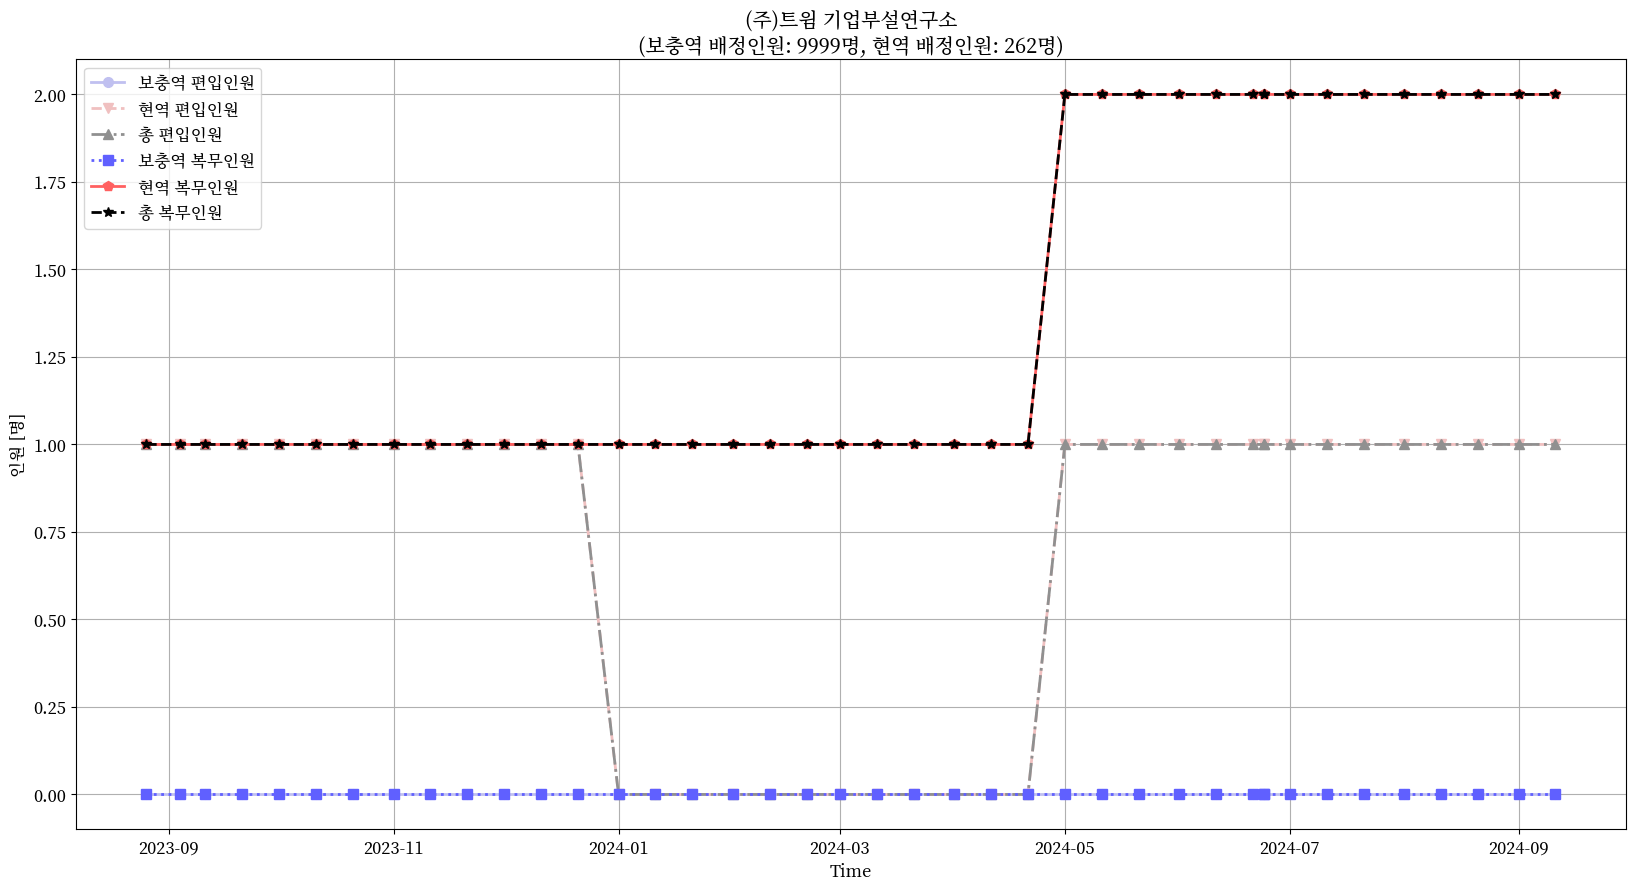 (주)트윔 기업부설연구소
(보충역 배정인원: 9999명, 현역 배정인원: 262명)
보충역 편입인원
현역 편입인원
총 편입인원
보충역 복무인원
현역 복무인원
총 복무인원
2.00
1.75
1.50
1.25
1.00
0.75
0.50
0.25
0.00
인원 [명]
2023-09
2023-11
2024-01
2024-03
2024-05
2024-07
2024-09
Time